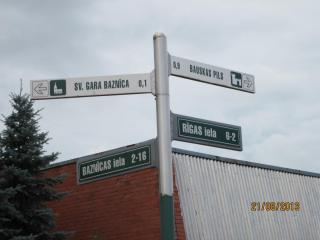 SV. GARA BAZNĪCA 0,1
0,9 BAUSKAS PILS
RĪGAS iela 6-2
BAZNĪCAS iela 2-16
21/08/2013